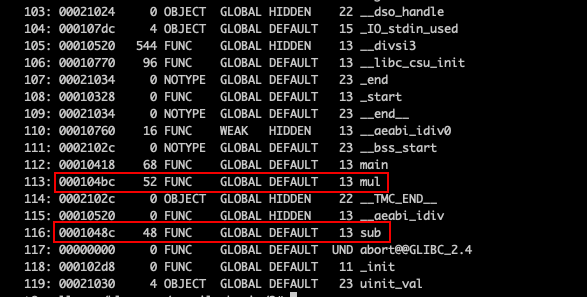 103: 00021024 0 OBJECT GLOBAL HIDDEN 22 __dso_handle
104: 000107dc 4 OBJECT GLOBAL DEFAULT 15 _IO_stdin_used
105: 00010520 544 FUNC GLOBAL HIDDEN 13 __divsi3
106: 00010770 96 FUNC GLOBAL DEFAULT 13 __libc_csu_init
107: 00021034 0 NOTYPE GLOBAL DEFAULT 23 _end
108: 00010328 0 FUNC GLOBAL DEFAULT 13 _start
109: 00021034 0 NOTYPE GLOBAL DEFAULT 23 __end__
110: 00010760 16 FUNC WEAK HIDDEN 13 __aeabi_idiv0
111: 0002102c 0 NOTYPE GLOBAL DEFAULT 23 __bss_start
112: 00010418 68 FUNC GLOBAL DEFAULT 13 main
113: 000104bc 52 FUNC GLOBAL DEFAULT 13 mul
114: 0002102c 0 OBJECT GLOBAL HIDDEN 22 __TMC_END__
115: 00010520 0 FUNC GLOBAL HIDDEN 13 __aeabi_idiv
116: 0001048c 48 FUNC GLOBAL DEFAULT 13 sub
117: 00000000 0 FUNC GLOBAL DEFAULT UND abort@@GLIBC_2.4
118: 000102d8 0 FUNC GLOBAL DEFAULT 11 _init
119: 00021030 4 OBJECT GLOBAL DEFAULT 23 uinit_val